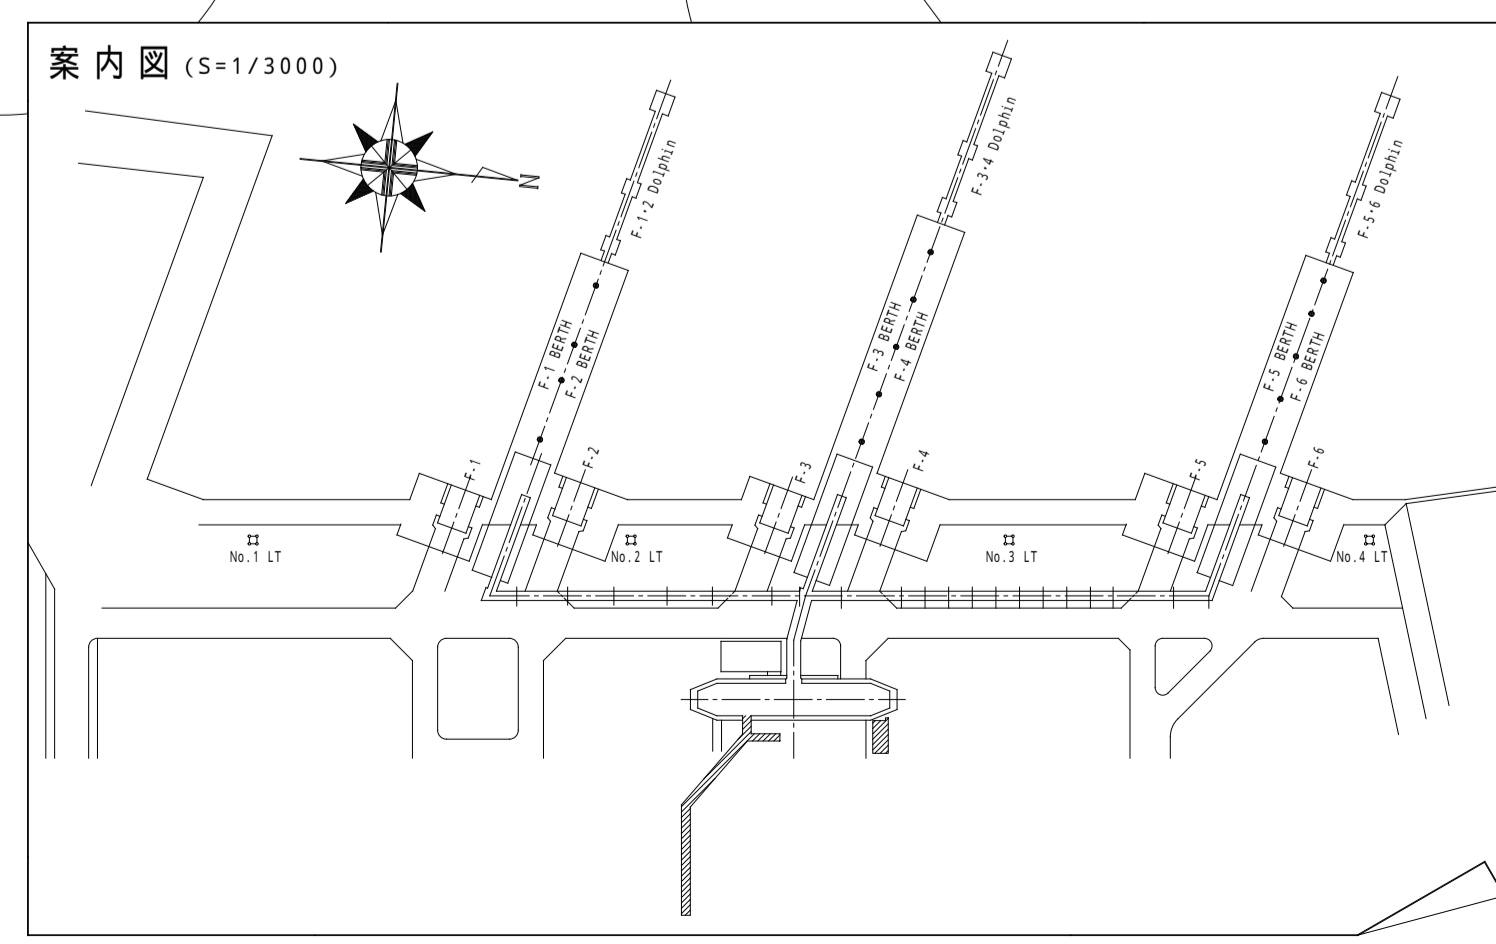 案内図 (S=1/3000)
N
F-1・2 Dolphin
F-3・4 Dolphin
F-5・6 Dolphin
F-1 BERTH
F-2 BERTH
F-3 BERTH
F-4 BERTH
F-5 BERTH
F-6 BERTH
F-1
F-2
F-3
F-4
F-5
F-6
No.1 LT
No.2 LT
No.3 LT
No.4 LT